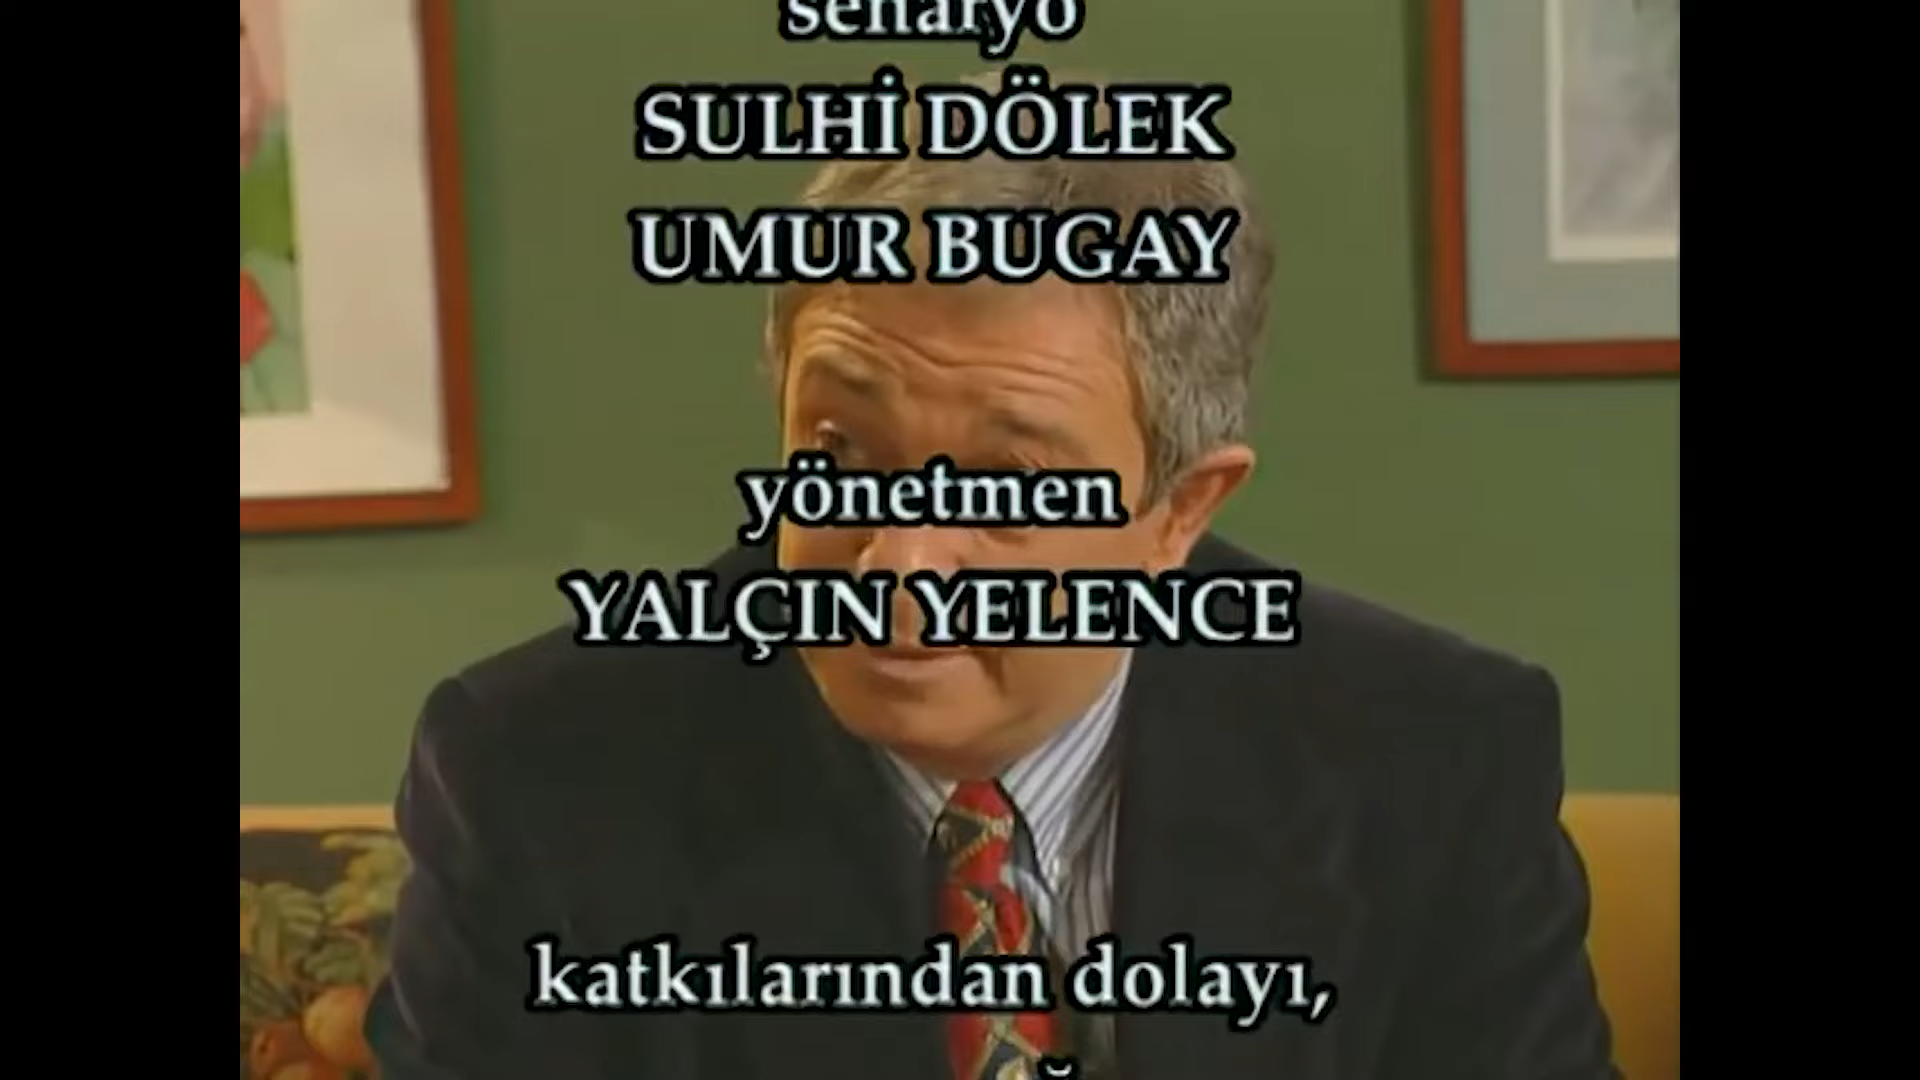 senaryo
SULHİ DÖLEK
UMUR BUGAY
yönetmen
YALÇIN YELENCE
katkılarından dolayı,